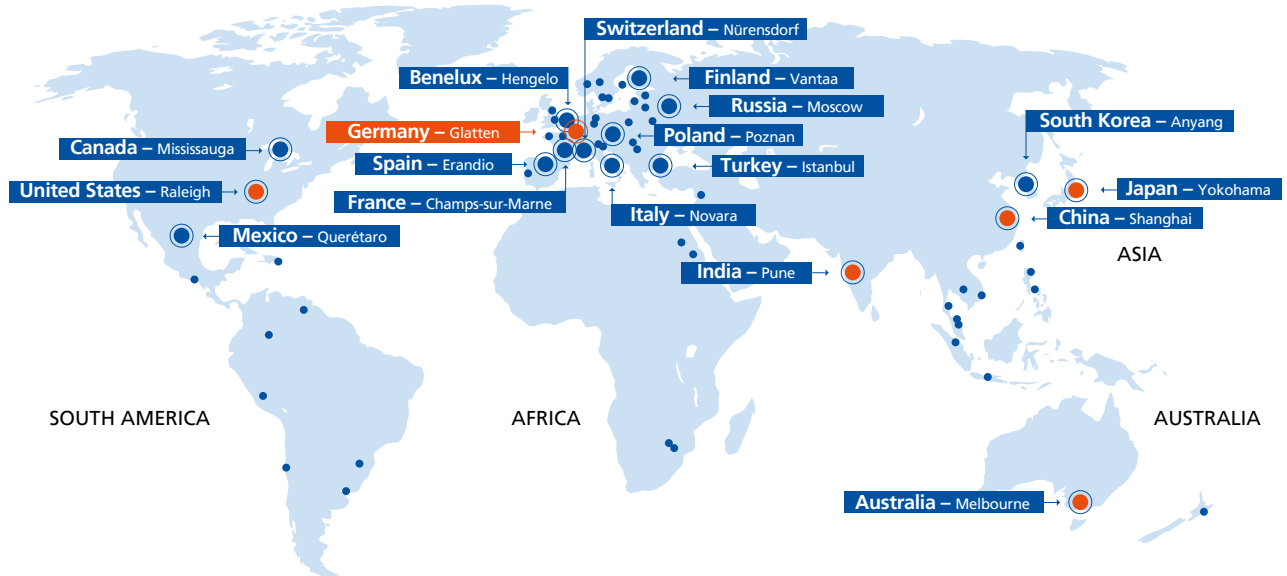 Switzerland – Nürensdorf
Benelux – Hengelo
Finland – Vantaa
Russia – Moscow
Germany – Glatten
Poland – Poznan
South Korea – Anyang
Canada – Mississauga
Spain – Erandio
Turkey – Istanbul
United States – Raleigh
Japan – Yokohama
France – Champs-sur-Marne
Italy – Novara
China – Shanghai
Mexico – Querétaro
ASIA
India – Pune
SOUTH AMERICA
AFRICA
AUSTRALIA
Australia – Melbourne